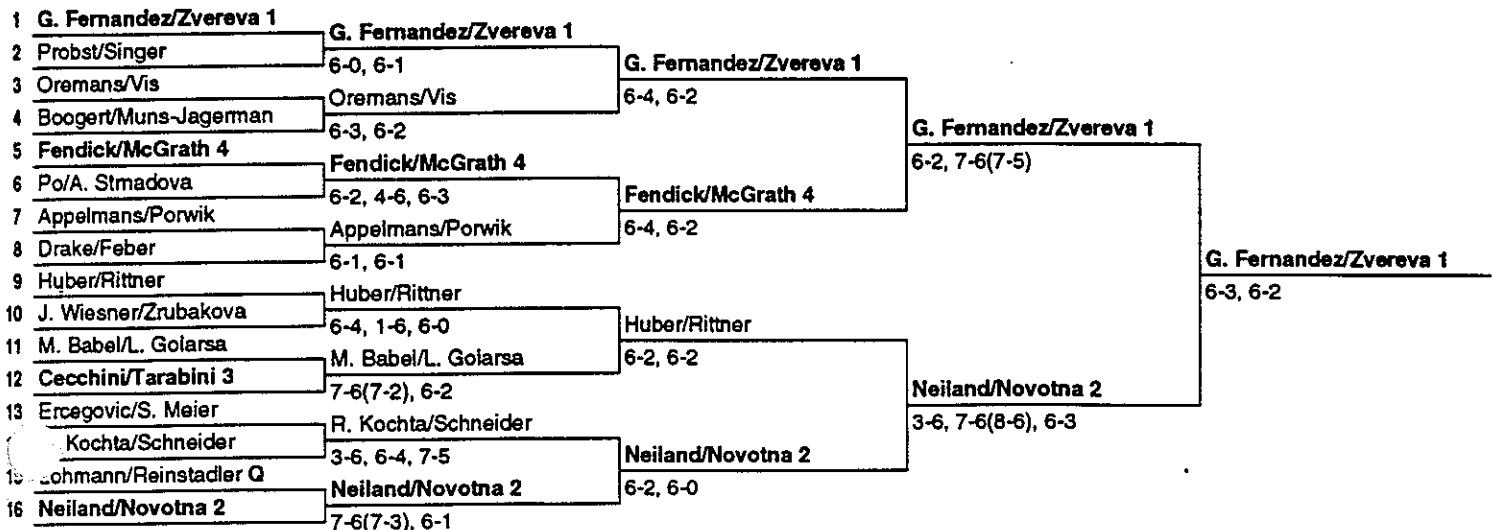 1 G. Fernandez/Zvereva 1
2 Probst/Singer
3 Oremans/Vis
4 Boogert/Muns-Jagerman
5 Fendick/McGrath 4
6 Po/A. Stmadova
7 Appelmans/Porwik
8 Drake/Feber
9 Huber/Rittner
10 J. Wiesner/Zrubakova
11 M. Babel/L. Golarsa
12 Cecchini/Tarabini 3
13 Ercegovic/S. Meier
Kochta/Schneider
Reinstadler Q
16 Neiland/Novotna 2
G. Fernandez/Zvereva 1
6-0, 6-1
Oremans/Vis
6-3, 6-2
Fendick/McGrath 4
6-2, 4-6, 6-3
Appelmans/Porwik
6-1, 6-1
Huber/Rittner
6-4, 1-6, 6-0
M. Babel/L. Golarsa
7-6(7-2), 6-2
R. Kochta/Schneider
3-6, 6-4, 7-5
Neiland/Novotna 2
7-6(7-3), 6-1
G. Fernandez/Zvereva 1
6-4, 6-2
Fendick/McGrath 4
6-4, 6-2
Huber/Rittner
6-2, 6-2
Neiland/Novotna 2
6-2, 6-0
G. Fernandez/Zvereva 1
6-2, 7-6(7-5)
Neiland/Novotna 2
3-6, 7-6(8-6), 6-3
G. Fernandez/Zvereva 1
6-3, 6-2